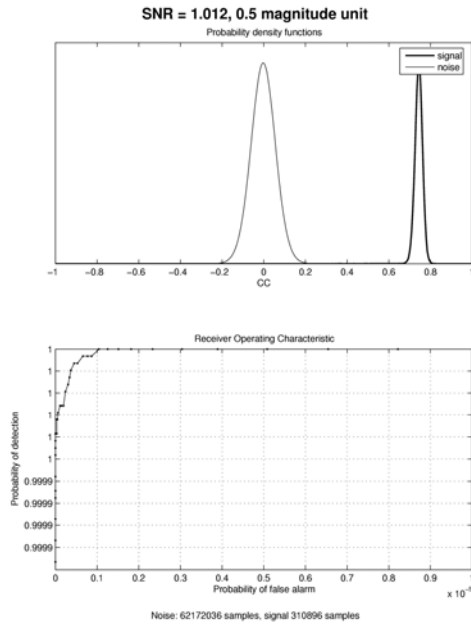 SNR = 1.012, 0.5 magnitude unit
Probability density functions
signal
noise
-1 -0.8 -0.6 -0.4 -0.2 0 0.2 0.4 0.6 0.8 1
CC
Receiver Operating Characteristic
1
1
1
1
1
1
0.9999
0.9999
0.9999
0.9999
Probability of detection
0 0.1 0.2 0.3 0.4 0.5 0.6 0.7 0.8 0.9
Probability of false alarm
x 10
Noise: 62172036 samples, signal 310896 samples